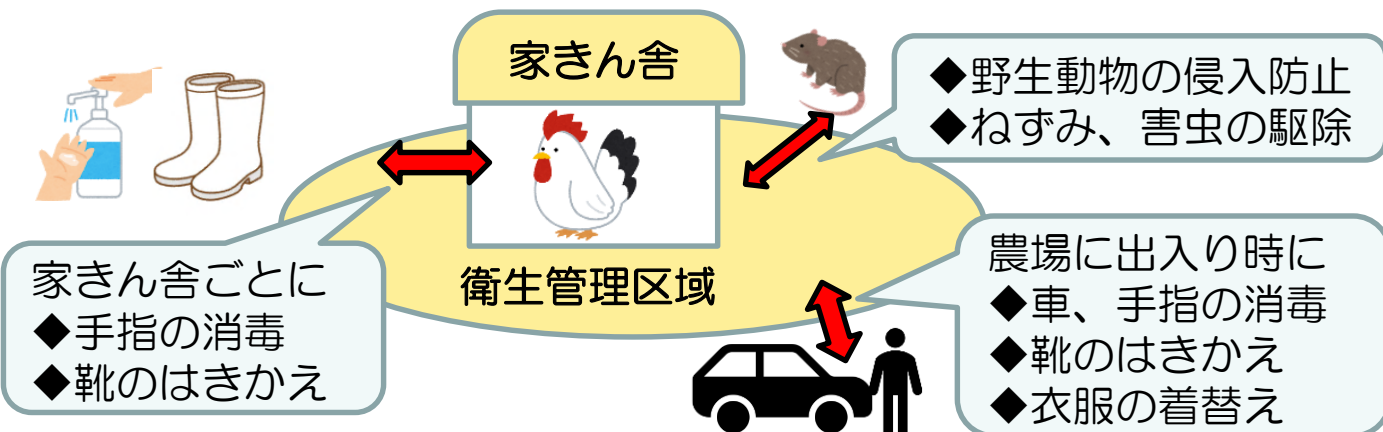 家きん舎
◆野生動物の侵入防止
◆ねずみ、害虫の駆除
家きん舎ごとに
◆手指の消毒
◆靴のはきかえ
衛生管理区域
農場に出入り時に
◆車、手指の消毒
◆靴のはきかえ
◆衣服の着替え